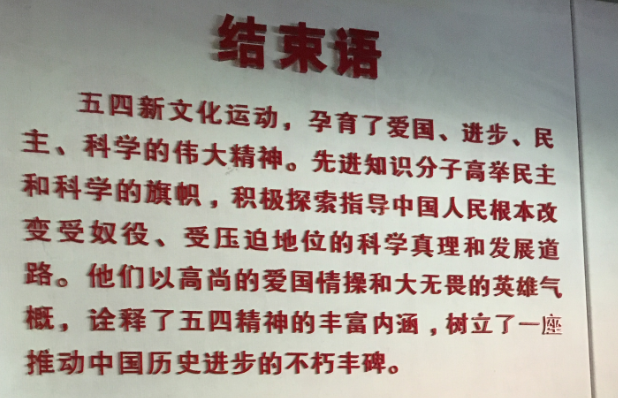 结束语
五四新文化运动，孕育了爱国、进步、民
主、科学的伟大精神。先进知识分子高举民主
和科学的旗帜，积极探索指导中国人民根本改
变受奴役、受压迫地位的科学真理和发展道
路。他们以高尚的爱国情操和大无畏的英雄气
概，诠释了五四精神的丰富内涵，树立了一座
推动中国历史进步的不朽丰碑。